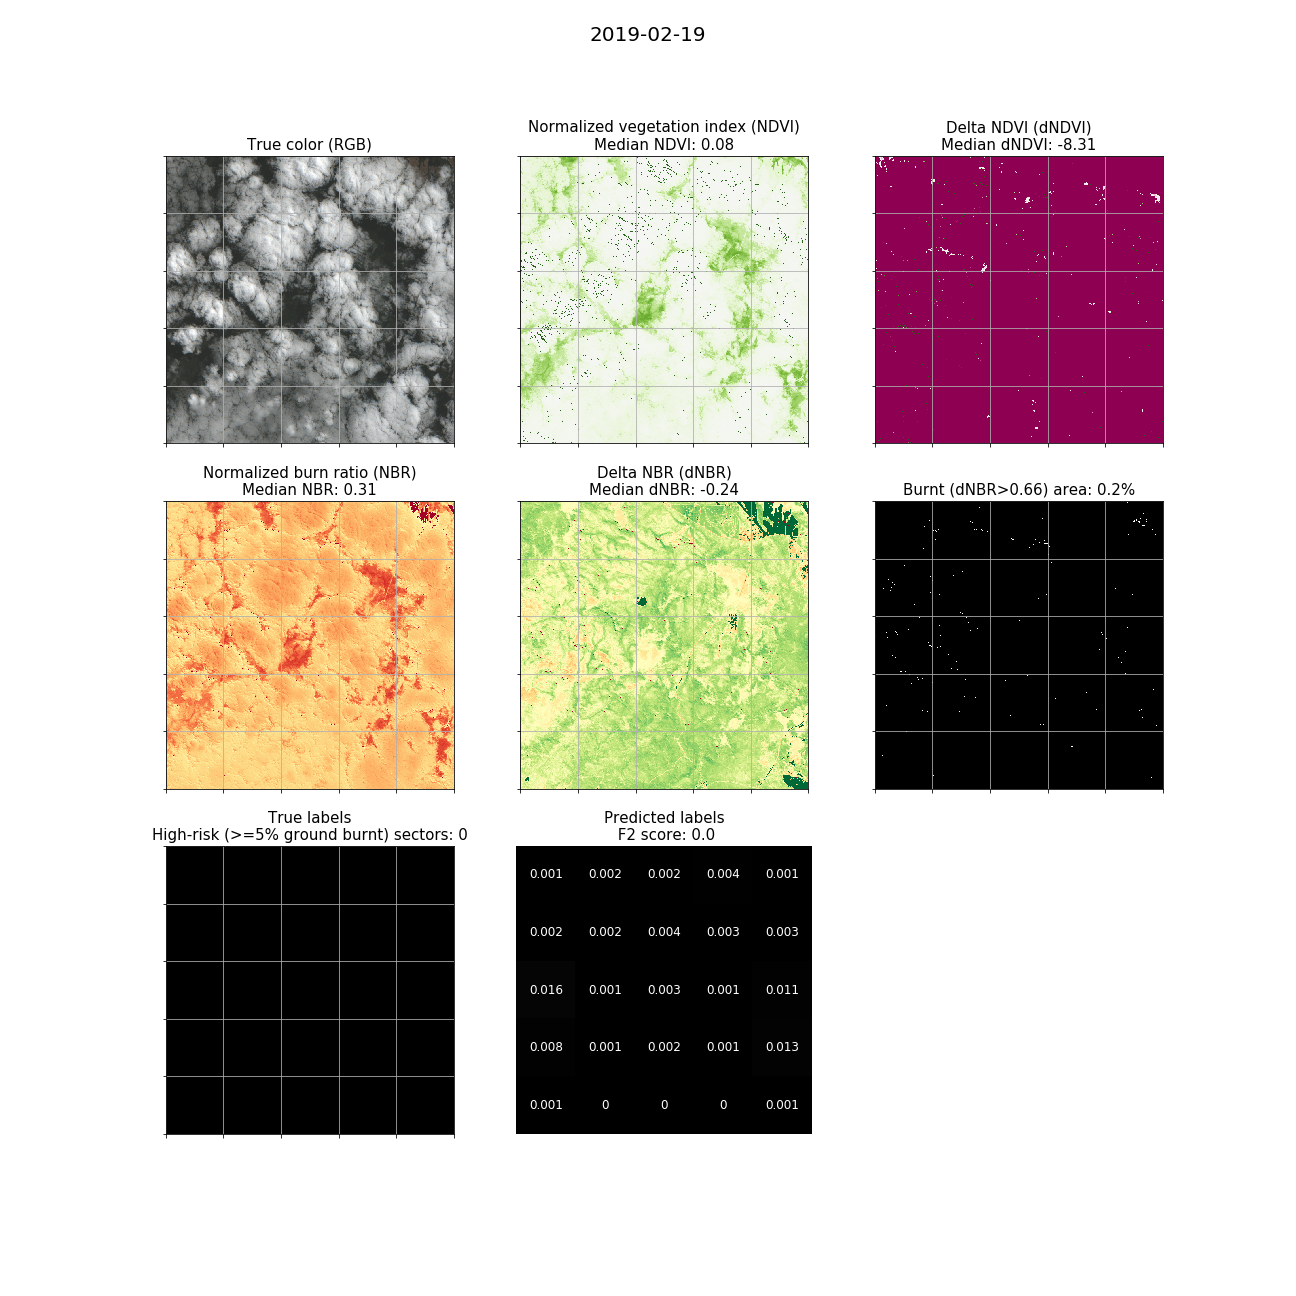 2019-02-19
True color (RGB)
Normalized vegetation index (NDVI)
Median NDVI: 0.08
Delta NDVI (dNDVI)
Median dNDVI: -8.31
Normalized burn ratio (NBR)
Median NBR: 0.31
Delta NBR (dNBR)
Median dNBR: -0.24
Burnt (dNBR>0.66) area: 0.2%
True labels
High-risk (>=5% ground burnt) sectors: 0
Predicted labels
F2 score: 0.0
0.001 0.002 0.002 0.004 0.001
0.002 0.002 0.004 0.003 0.003
0.016 0.001 0.003 0.001 0.011
0.008 0.001 0.002 0.001 0.013
0.001 0 0 0 0.001